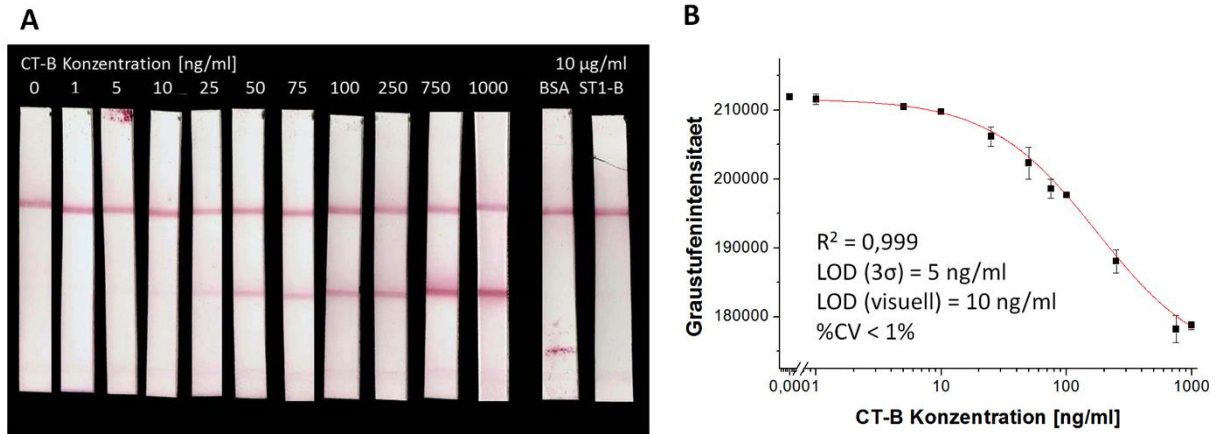 A
CT-B Konzentration [ng/ml]
10 µg/ml
0 1 5 10 25 50 75 100 250 750 1000 BSA ST1-B
B
Graustufenintensitaet
210000
200000
190000
180000
R² = 0,999
LOD (3σ) = 5 ng/ml
LOD (visuell) = 10 ng/ml
%CV < 1%
0,0001 1 10 100 1000
CT-B Konzentration [ng/ml]